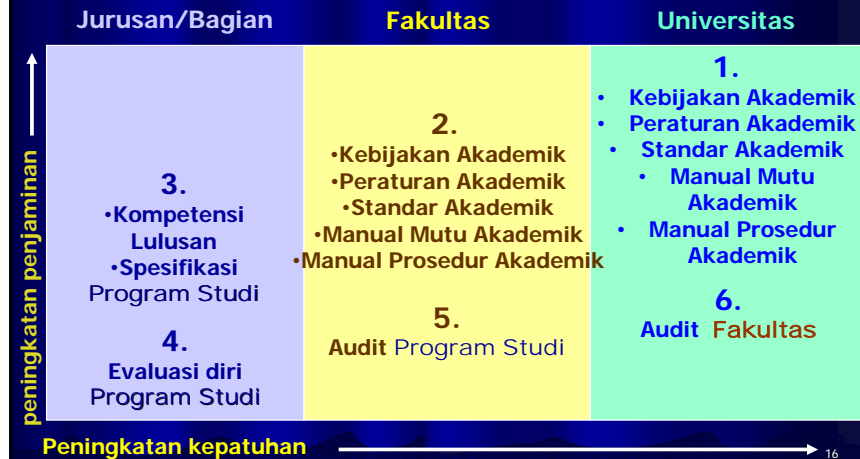 Jurusan/Bagian
Fakultas
Universitas
peningkatan penjaminan
3.
•Kompetensi
Lulusan
•Spesifikasi
Program Studi
4.
Evaluasi diri
Program Studi
2.
•Kebijakan Akademik
•Peraturan Akademik
•Standar Akademik
•Manual Mutu Akademik
•Manual Prosedur Akademik
5.
Audit Program Studi
1.
• Kebijakan Akademik
• Peraturan Akademik
• Standar Akademik
• Manual Mutu
Akademik
• Manual Prosedur
Akademik
6.
Audit Fakultas
Peningkatan kepatuhan
16